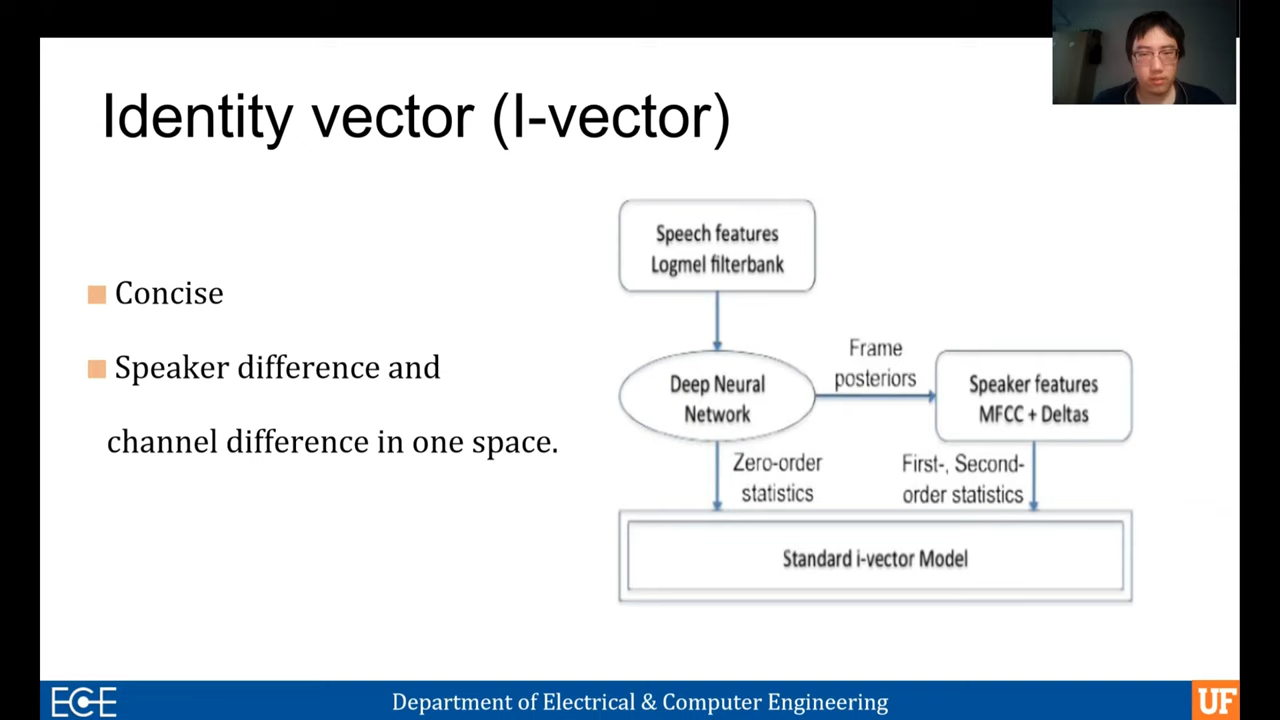 Identity vector (I-vector)
Concise
Speaker difference and
channel difference in one space.
Speech features
Logmel filterbank
Deep Neural
Network
Frame
posteriors
Speaker features
MFCC + Deltas
Zero-order
statistics
First-, Second-
order statistics
Standard i-vector Model
ECE
Department of Electrical & Computer Engineering
UF